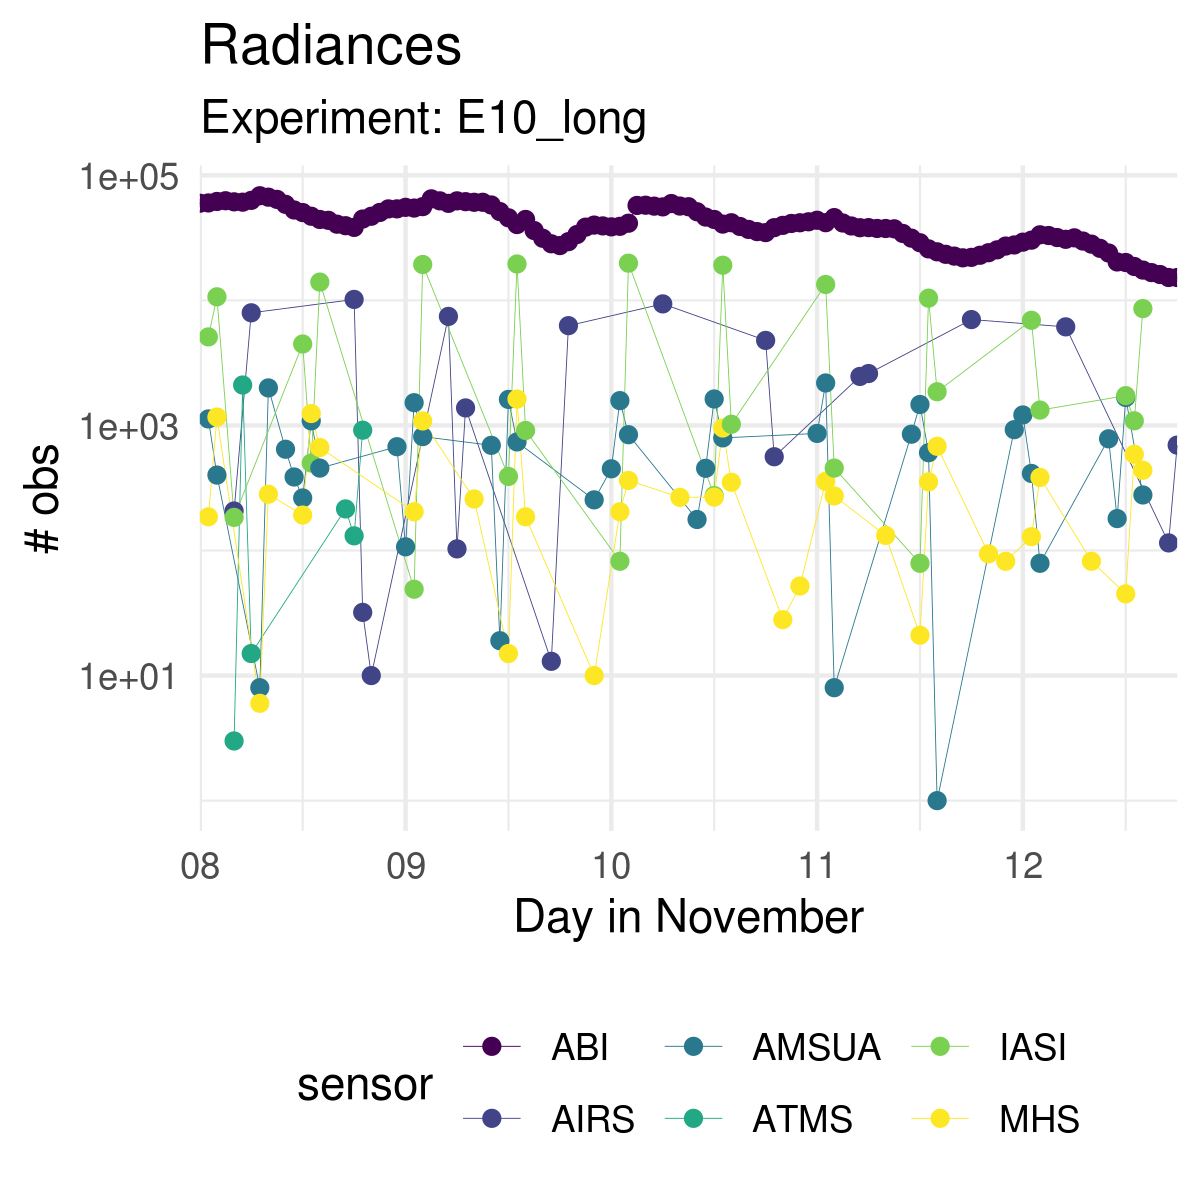 Radiances
Experiment: E10_long
1e+05
1e+03
1e+01
# obs
08 09 10 11 12
Day in November
sensor
ABI AMSUA IASI
AIRS ATMS MHS